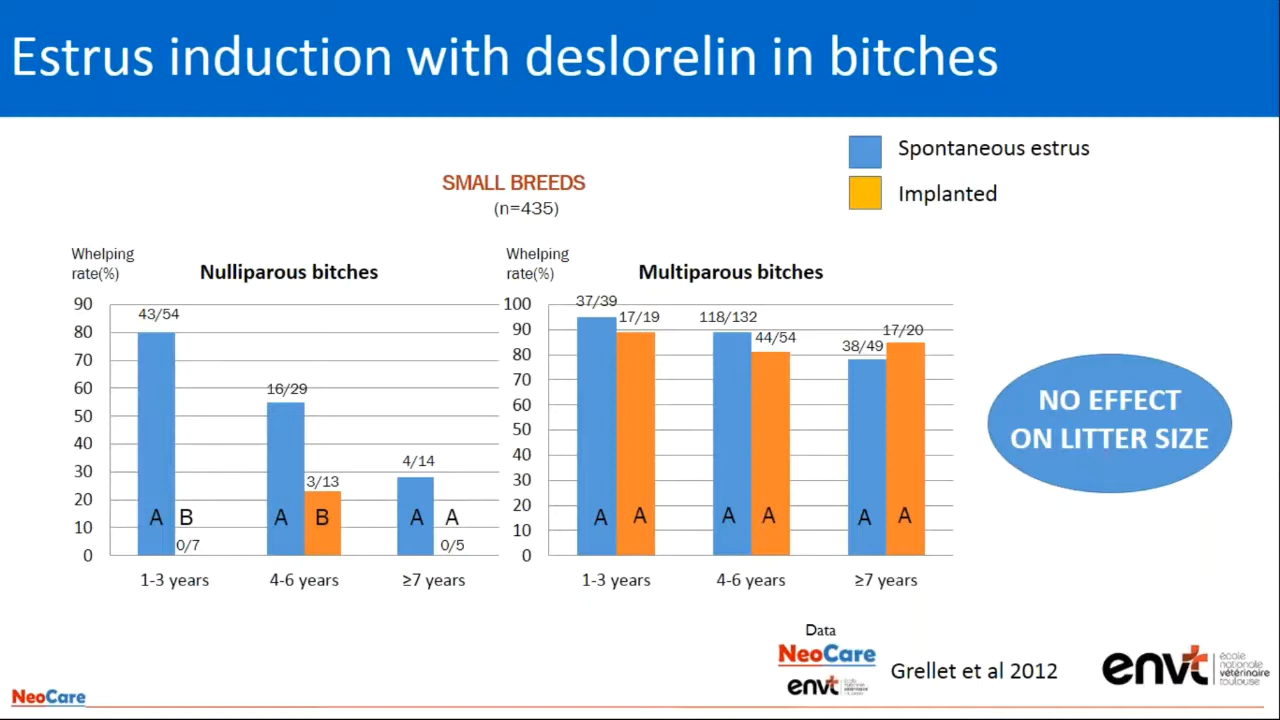 Estrus induction with deslorelin in bitches
Spontaneous estrus
Implanted
SMALL BREEDS
(n=435)
Whelping
rate(%)
Nulliparous bitches
90
80
70
60
50
40
30
20
10
0
43/54
16/29
3/13
4/14
A B
A B
A A
0/7
0/5
1-3 years
4-6 years
≥7 years
Whelping
rate(%)
Multiparous bitches
100
90
80
70
60
50
40
30
20
10
0
37/39
17/19
118/132
44/54
38/49
17/20
A A
A A
A A
1-3 years
4-6 years
≥7 years
NO EFFECT
ON LITTER SIZE
Data
NeoCare
envt
Grellet et al 2012
envt
école
nationale
vétérinaire
toulouse
NeoCare